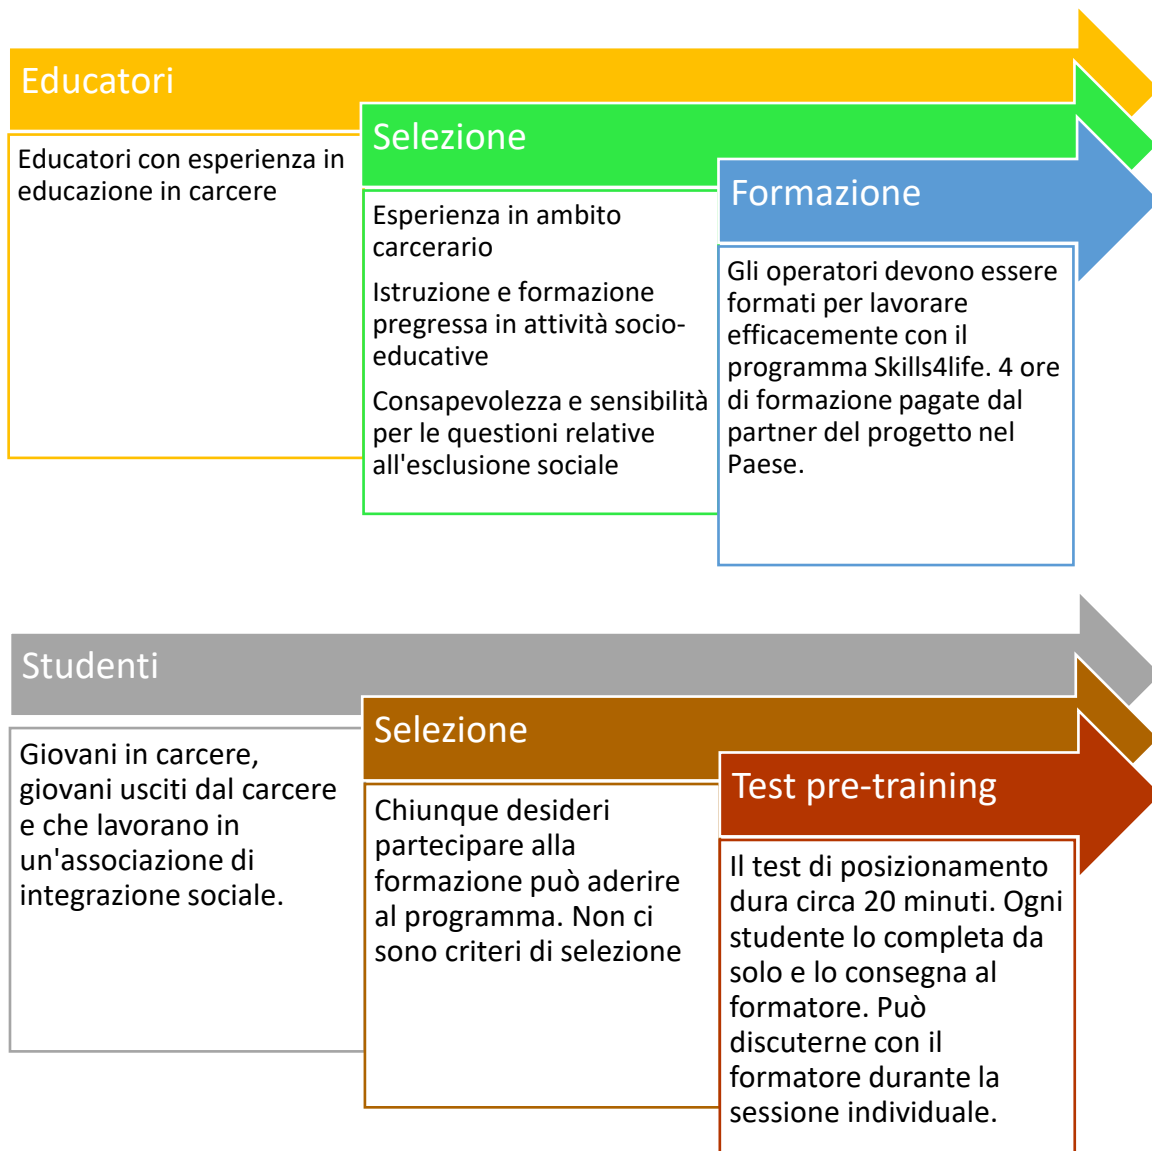 Educatori
Educatori con esperienza in
educazione in carcere
Selezione
Esperienza in ambito
carcerario
Istruzione e formazione
pregressa in attività socio-
educative
Consapevolezza e sensibilità
per le questioni relative
all'esclusione sociale
Formazione
Gli operatori devono essere
formati per lavorare
efficacemente con il
programma Skills4life. 4 ore
di formazione pagate dal
partner del progetto nel
Paese.
Studenti
Giovani in carcere,
giovani usciti dal carcere
e che lavorano in
un'associazione di
integrazione sociale.
Selezione
Chiunque desideri
partecipare alla
formazione può aderire
al programma. Non ci
sono criteri di selezione
Test pre-training
Il test di posizionamento
dura circa 20 minuti. Ogni
studente lo completa da
solo e lo consegna al
formatore. Può
discuterne con il
formatore durante la
sessione individuale.